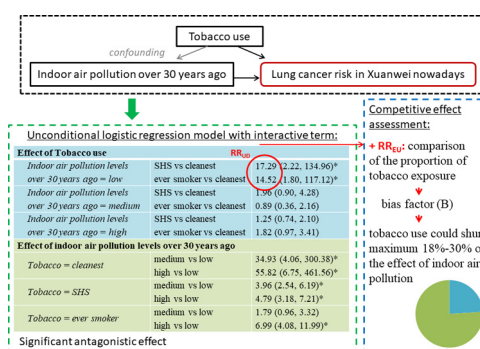 Tobacco use
confounding
Indoor air pollution over 30 years ago
Lung cancer risk in Xuanwei nowadays
Unconditional logistic regression model with interactive term:
Effect of Tobacco use RR_UD
Indoor air pollution levels SHS vs cleanest 17.29 (2.22, 134.96)*
over 30 years ago = low ever smoker vs cleanest 14.52 (1.80, 117.12)*
Indoor air pollution levels SHS vs cleanest 1.96 (0.90, 4.28)
over 30 years ago = medium ever smoker vs cleanest 0.89 (0.36, 2.16)
Indoor air pollution levels SHS vs cleanest 1.25 (0.74, 2.10)
over 30 years ago = high ever smoker vs cleanest 1.82 (0.97, 3.41)
Effect of indoor air pollution levels over 30 years ago
Tobacco = cleanest medium vs low 34.93 (4.06, 300.38)*
high vs low 55.82 (6.75, 461.56)*
Tobacco = SHS medium vs low 3.96 (2.54, 6.19)*
high vs low 4.79 (3.18, 7.21)*
Tobacco = ever smoker medium vs low 1.79 (0.96, 3.32)
high vs low 6.99 (4.08, 11.99)*
Significant antagonistic effect
Competitive effect
assessment:
+ RR_EU: comparison
of the proportion of
tobacco exposure
bias factor (B)
tobacco use could
maximum 18%-30%
the effect of indoor
pollution